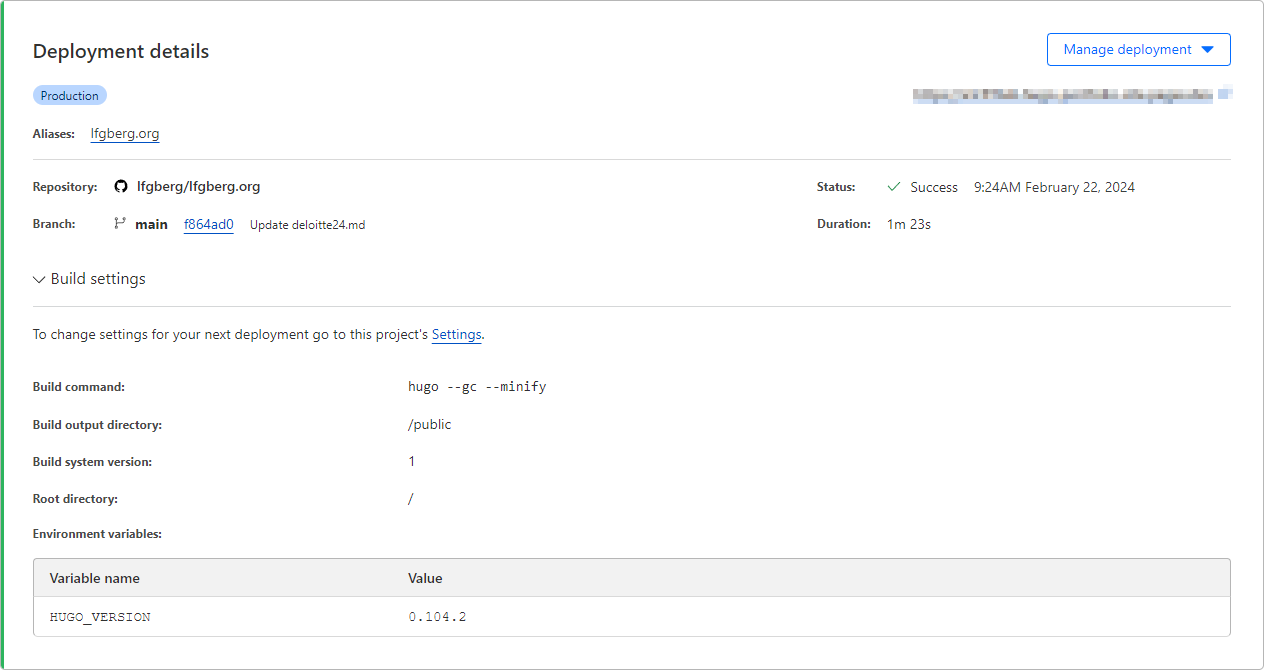 Deployment details
Manage deployment
Production
Aliases: lfgberg.org
Repository: lfgberg/lfgberg.org
Status: Success 9:24AM February 22, 2024
Branch: main f864ad0 Update deloitte24.md
Duration: 1m 23s
Build settings
To change settings for your next deployment go to this project's Settings.
Build command: hugo --gc --minify
Build output directory: /public
Build system version: 1
Root directory: /
Environment variables:
Variable name Value
HUGO_VERSION 0.104.2